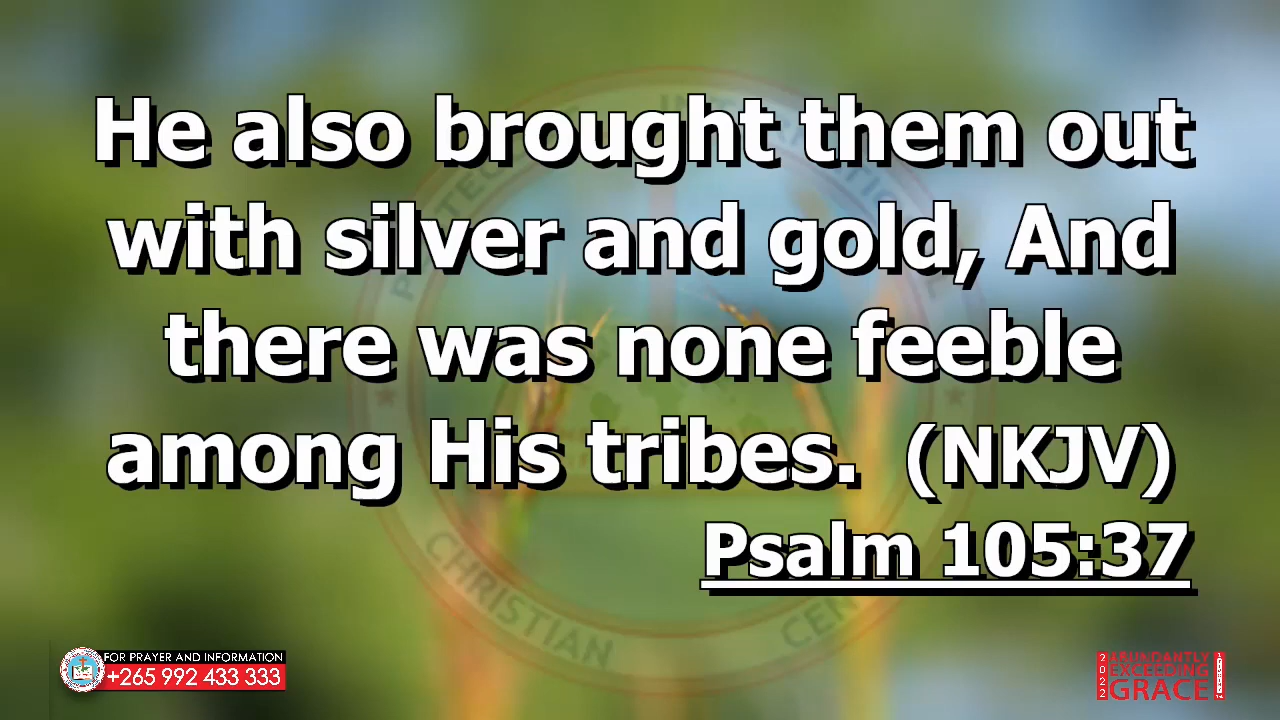 He also brought them out
with silver and gold, And
there was none feeble
among His tribes. (NKJV)
Psalm 105:37
CHRISTIAN
FOR PRAYER AND INFORMATION
+265 992 433 333
2022
ABUNDANTLY
EXCEEDING
GRACE